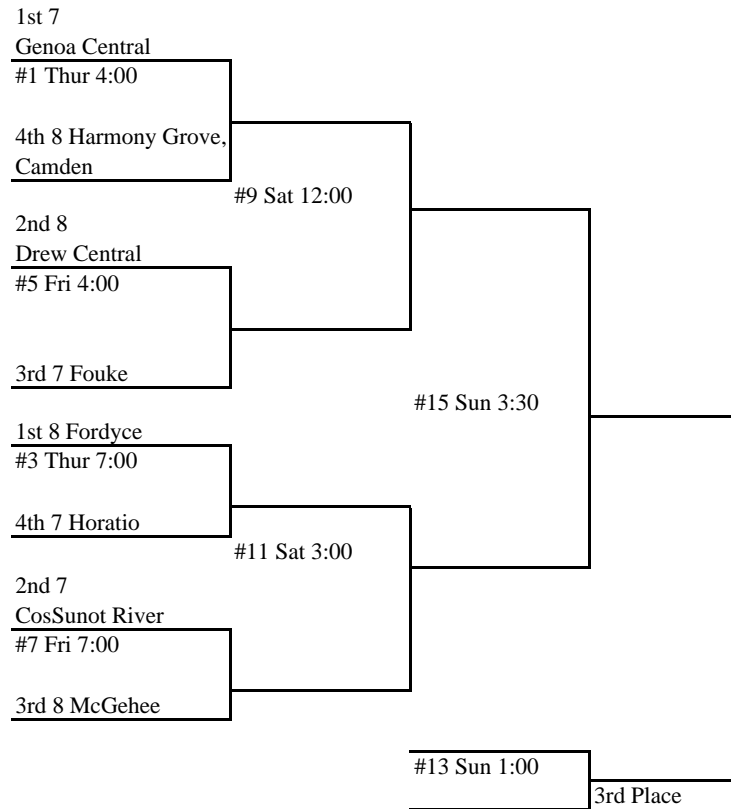 1st 7
Genoa Central
#1 Thur 4:00
4th 8 Harmony Grove,
Camden
#9 Sat 12:00
2nd 8
Drew Central
#5 Fri 4:00
3rd 7 Fouke
#15 Sun 3:30
1st 8 Fordyce
#3 Thur 7:00
4th 7 Horatio
#11 Sat 3:00
2nd 7
CosSunot River
#7 Fri 7:00
3rd 8 McGehee
#13 Sun 1:00
3rd Place